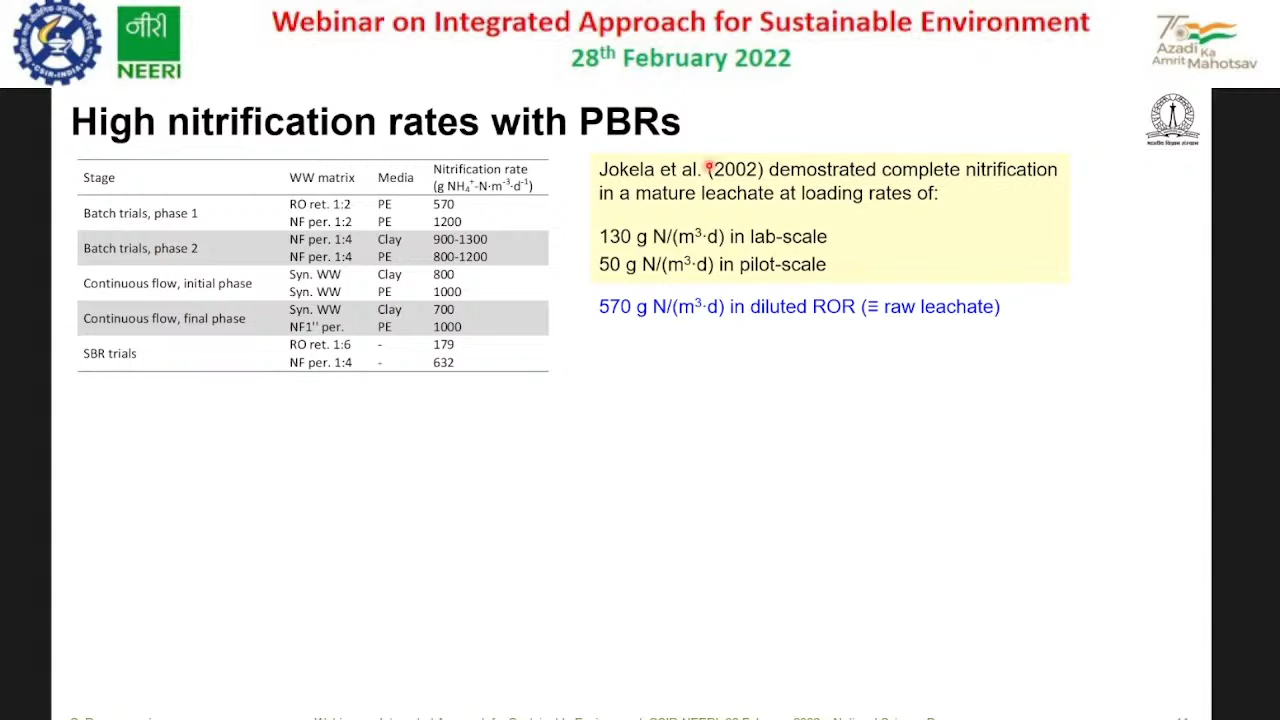 Webinar on Integrated Approach for Sustainable Environment
28th February 2022
CSIR-INDIA
नीरी
NEERI
75
Azadi Ka
Amrit Mahotsav
High nitrification rates with PBRs
Stage WW matrix Media Nitrification rate (g NH4+-N·m-3·d-1)
Batch trials, phase 1 RO ret. 1:2 PE 570
NF per. 1:2 PE 1200
Batch trials, phase 2 NF per. 1:4 Clay 900-1300
NF per. 1:4 PE 800-1200
Continuous flow, initial phase Syn. WW Clay 800
Syn. WW PE 1000
Continuous flow, final phase Syn. WW Clay 700
NF1'' per. PE 1000
SBR trials RO ret. 1:6 - 179
NF per. 1:4 - 632
Jokela et al. (2002) demostrated complete nitrification
in a mature leachate at loading rates of:
130 g N/(m3·d) in lab-scale
50 g N/(m3·d) in pilot-scale
570 g N/(m3·d) in diluted ROR (≡ raw leachate)